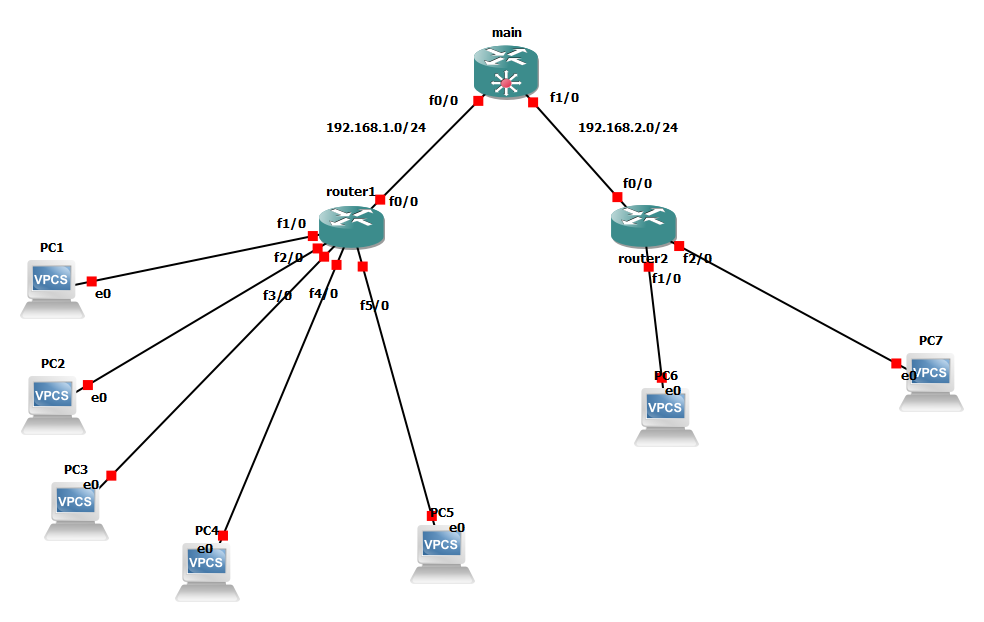 main
f0/0
f1/0
192.168.1.0/24
192.168.2.0/24
router1
f0/0
f0/0
f1/0
f2/0
f3/0
f4/0
f5/0
router2
f2/0
f1/0
PC1
VPCS
e0
PC2
VPCS
e0
PC3
e0
VPCS
PC4
e0
VPCS
PC5
e0
VPCS
PC6
e0
VPCS
PC7
e0
VPCS